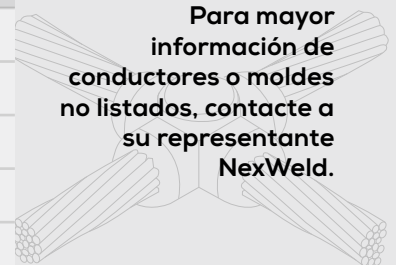 Para mayor
información de
conductores o moldes
no listados, contacte a
su representante
NexWeld.